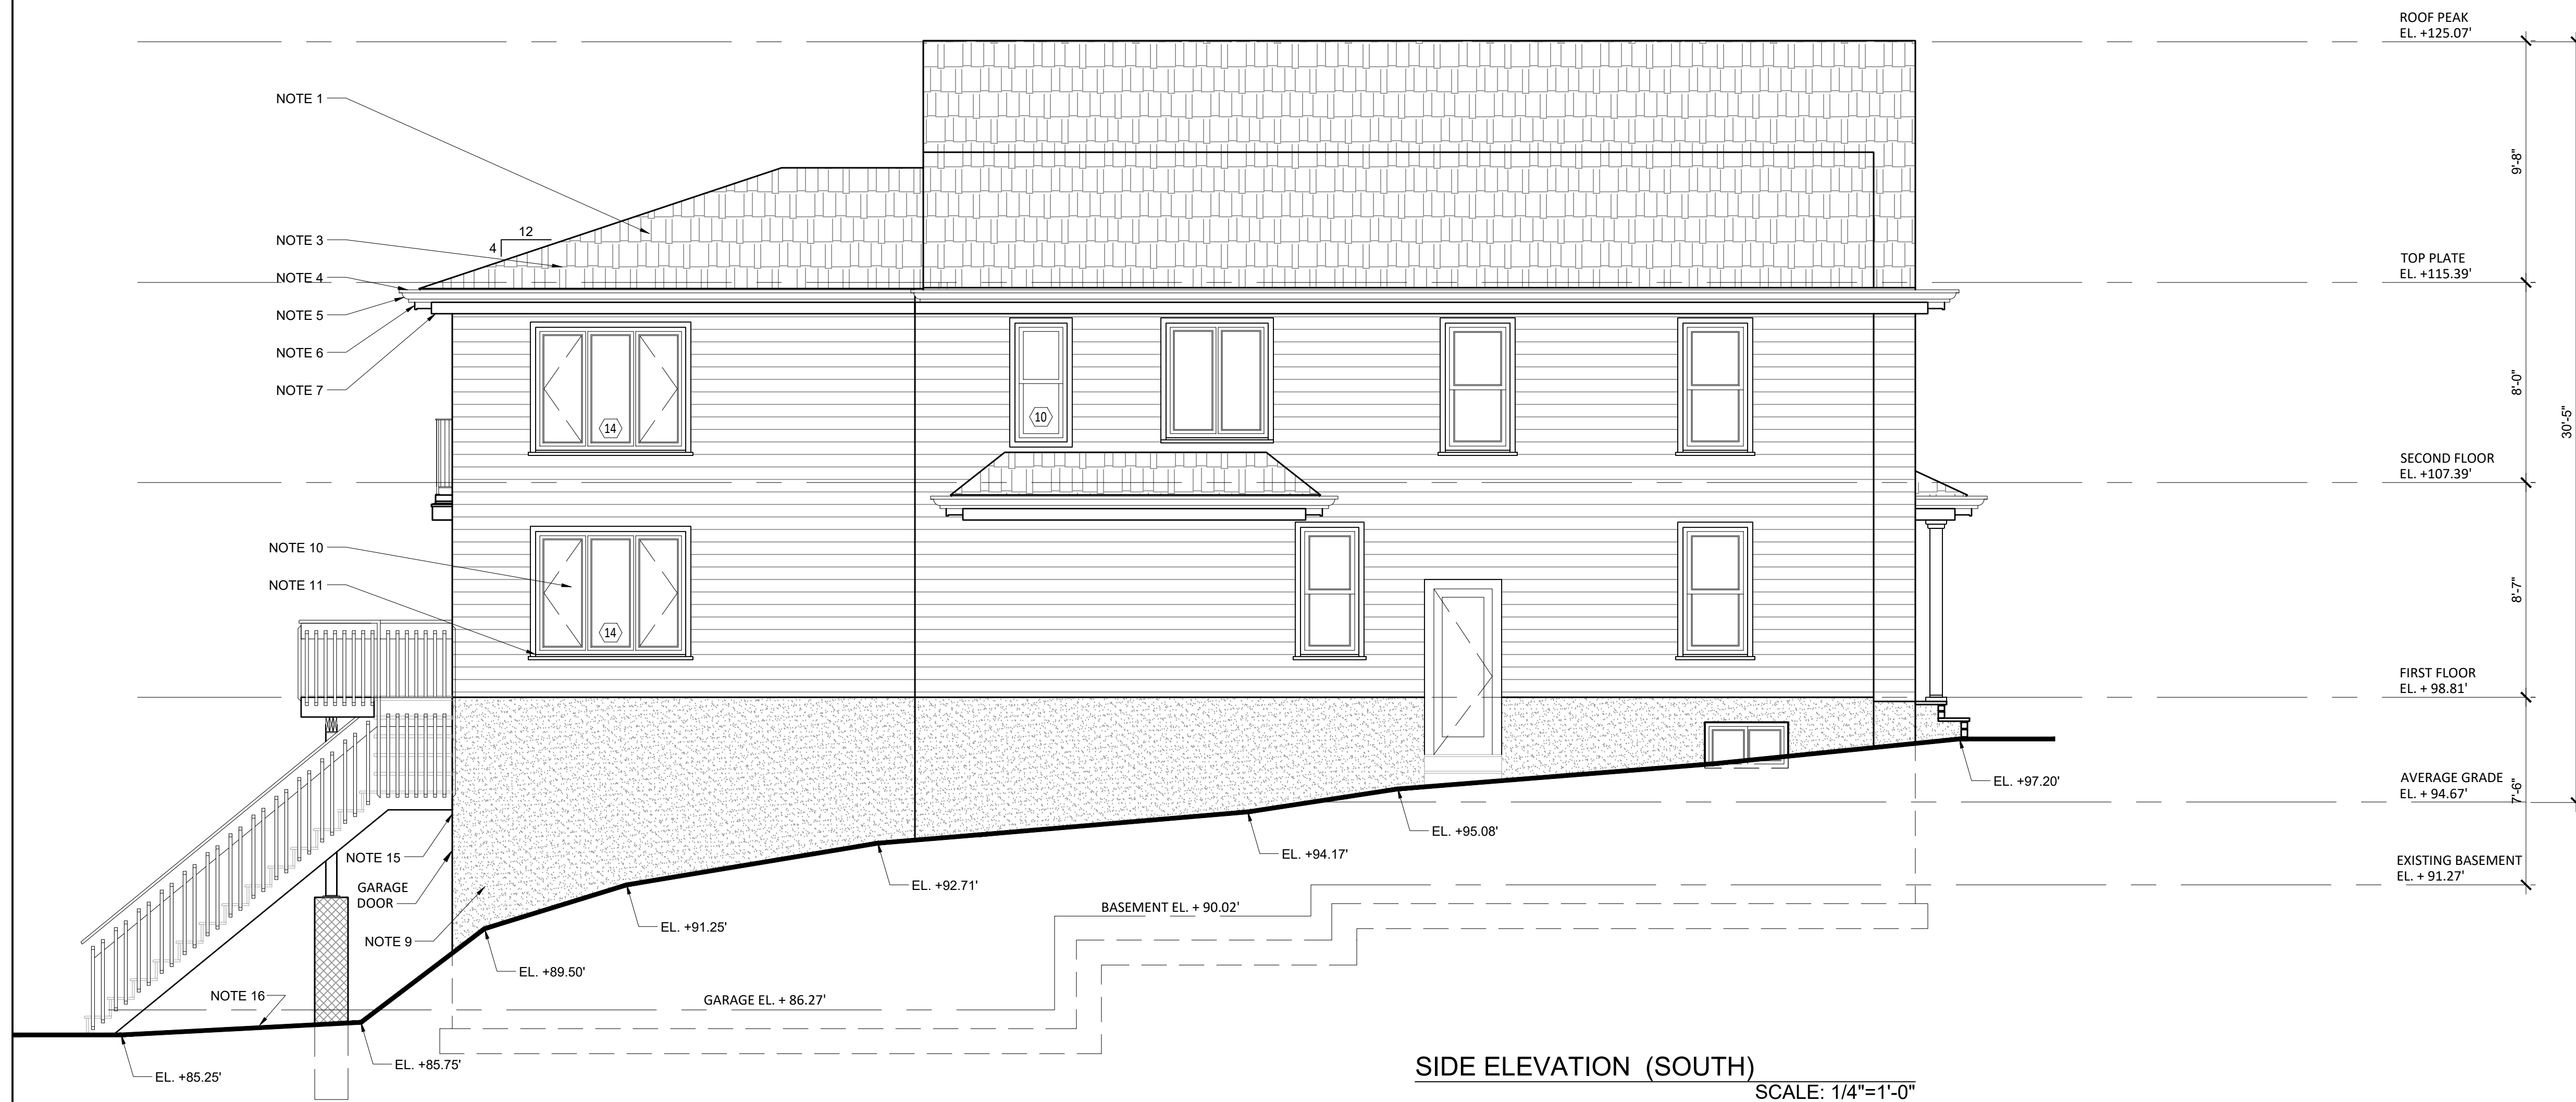 ROOF PEAK
EL. +125.07'
NOTE 1
9'-8"
NOTE 3
12
4
NOTE 4
TOP PLATE
EL. +115.39'
NOTE 5
NOTE 6
NOTE 7
8'-0"
30'-5"
14
10
SECOND FLOOR
EL. +107.39'
NOTE 10
NOTE 11
8'-7"
14
FIRST FLOOR
EL. + 98.81'
EL. +97.20'
AVERAGE GRADE
EL. + 94.67'
7'-6"
EL. +95.08'
EL. +94.17'
NOTE 15
GARAGE
DOOR
EXISTING BASEMENT
EL. + 91.27'
EL. +92.71'
BASEMENT EL. + 90.02'
EL. +91.25'
NOTE 9
EL. +89.50'
NOTE 16
GARAGE EL. + 86.27'
EL. +85.75'
EL. +85.25'
SIDE ELEVATION (SOUTH)
SCALE: 1/4"=1'-0"